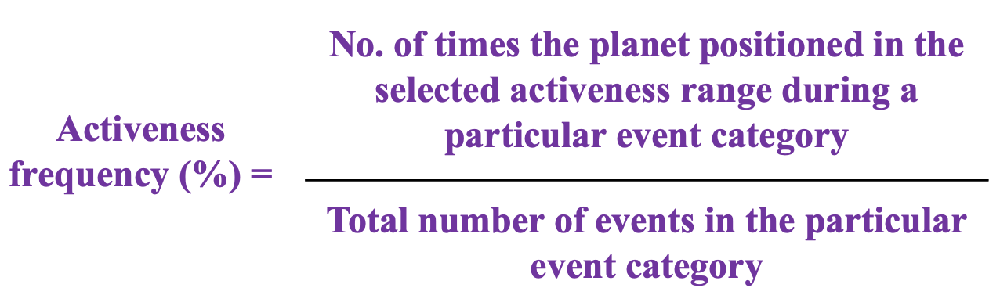 Activeness
frequency (%) =
No. of times the planet positioned in the
selected activeness range during a
particular event category
Total number of events in the particular
event category